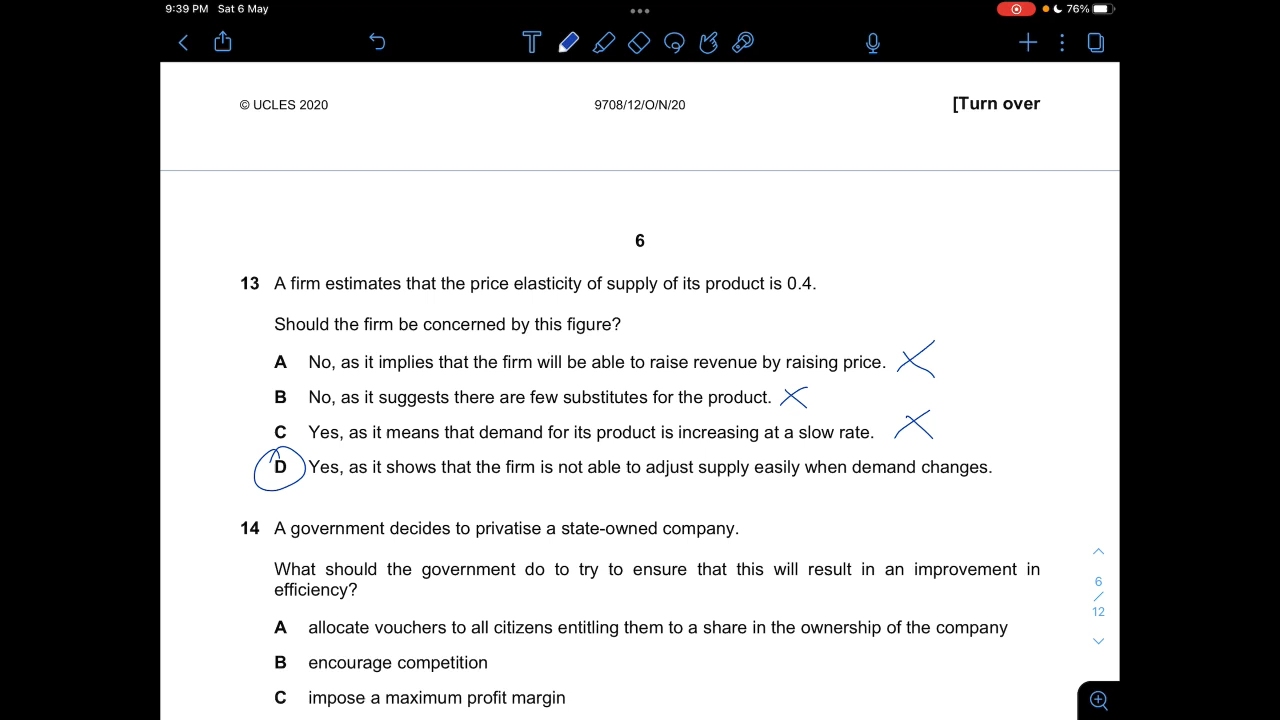 9:39 PM Sat 6 May 76%
T
© UCLES 2020 9708/12/O/N/20 [Turn over
6
13 A firm estimates that the price elasticity of supply of its product is 0.4.
Should the firm be concerned by this figure?
A No, as it implies that the firm will be able to raise revenue by raising price.
B No, as it suggests there are few substitutes for the product.
C Yes, as it means that demand for its product is increasing at a slow rate.
D Yes, as it shows that the firm is not able to adjust supply easily when demand changes.
14 A government decides to privatise a state-owned company.
What should the government do to try to ensure that this will result in an improvement in
efficiency?
A allocate vouchers to all citizens entitling them to a share in the ownership of the company
B encourage competition
C impose a maximum profit margin
6
/
12